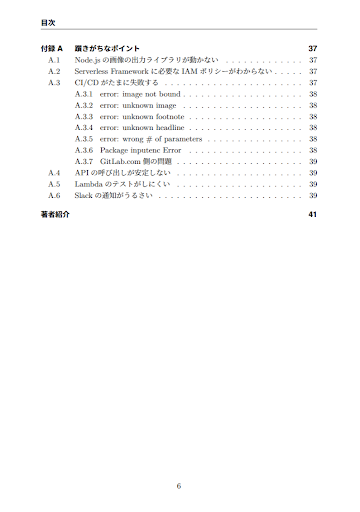 目次
付録 A 躓きがちなポイント 37
A.1 Node.js の画像の出力ライブラリが動かない . . . . . . . . . . . . . 37
A.2 Serverless Framework に必要な IAM ポリシーがわからない . . . . . 37
A.3 CI/CD がたまに失敗する . . . . . . . . . . . . . . . . . . . . . . . 37
A.3.1 error: image not bound . . . . . . . . . . . . . . . . . . . . 38
A.3.2 error: unknown image . . . . . . . . . . . . . . . . . . . . 38
A.3.3 error: unknown footnote . . . . . . . . . . . . . . . . . . . 38
A.3.4 error: unknown headline . . . . . . . . . . . . . . . . . . . 38
A.3.5 error: wrong # of parameters . . . . . . . . . . . . . . . . 38
A.3.6 Package inputenc Error . . . . . . . . . . . . . . . . . . . 38
A.3.7 GitLab.com 側の問題 . . . . . . . . . . . . . . . . . . . . . 39
A.4 API の呼び出しが安定しない . . . . . . . . . . . . . . . . . . . . . 39
A.5 Lambda のテストがしにくい . . . . . . . . . . . . . . . . . . . . . 39
A.6 Slack の通知がうるさい . . . . . . . . . . . . . . . . . . . . . . . . 39
著者紹介 41
6